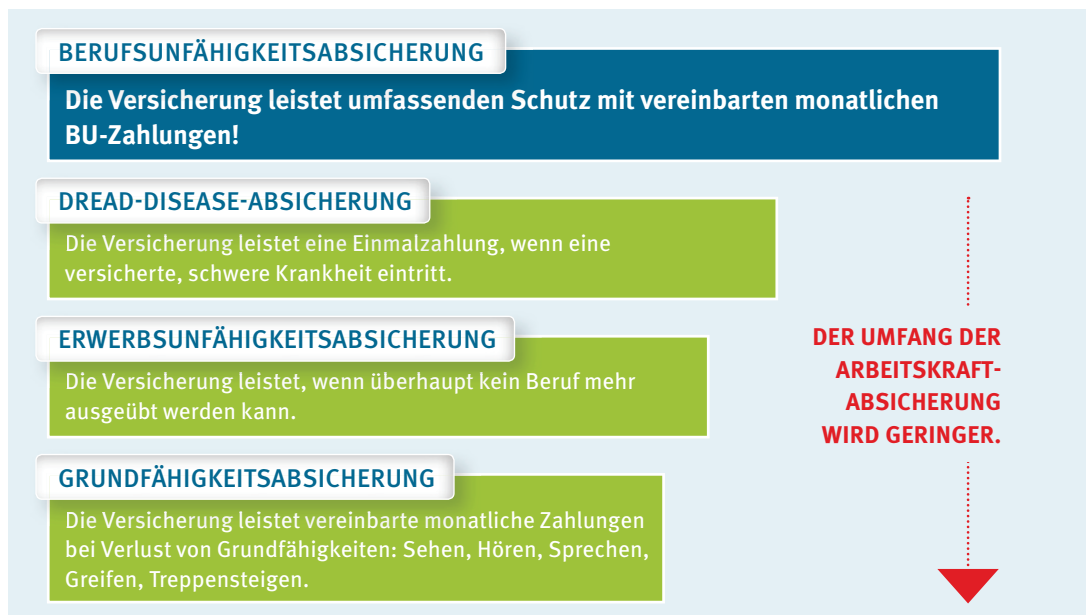 BERUFSUNFÄHIGKEITSABSICHERUNG
Die Versicherung leistet umfassenden Schutz mit vereinbarten monatlichen
BU-Zahlungen!
DREAD-DISEASE-ABSICHERUNG
Die Versicherung leistet eine Einmalzahlung, wenn eine
versicherte, schwere Krankheit eintritt.
ERWERBSUNFÄHIGKEITSABSICHERUNG
Die Versicherung leistet, wenn überhaupt kein Beruf mehr
ausgeübt werden kann.
GRUNDFÄHIGKEITSABSICHERUNG
Die Versicherung leistet vereinbarte monatliche Zahlungen
bei Verlust von Grundfähigkeiten: Sehen, Hören, Sprechen,
Greifen, Treppensteigen.
DER UMFANG DER
ARBEITSKRAFT-
ABSICHERUNG
WIRD GERINGER.